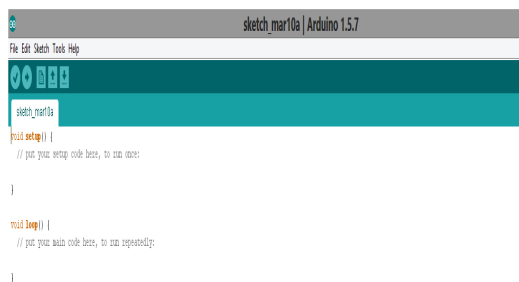 sketch_mar10a | Arduino 1.5.7
File Edit Sketch Tools Help
sketch_mar10a
void setup() {
  // put your setup code here, to run once:
}
void loop() {
  // put your main code here, to run repeatedly:
}